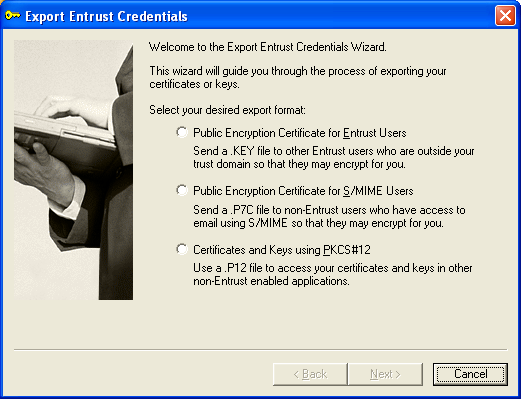 Export Entrust Credentials
Welcome to the Export Entrust Credentials Wizard.
This wizard will guide you through the process of exporting your
certificates or keys.
Select your desired export format:
Public Encryption Certificate for Entrust Users
Send a .KEY file to other Entrust users who are outside your
trust domain so that they may encrypt for you.
Public Encryption Certificate for S/MIME Users
Send a .P7C file to non-Entrust users who have access to
email using S/MIME so that they may encrypt for you.
Certificates and Keys using PKCS#12
Use a .P12 file to access your certificates and keys in other
non-Entrust enabled applications.
< Back
Next >
Cancel